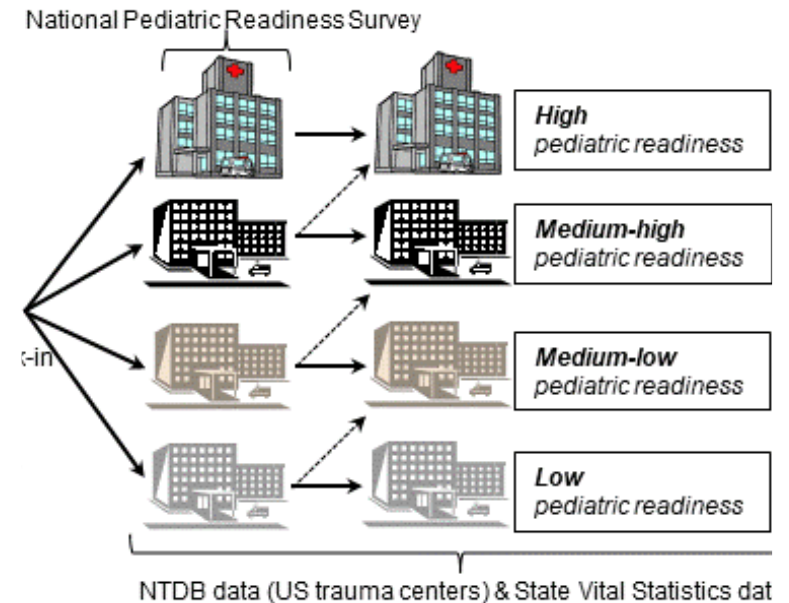 National Pediatric Readiness Survey
High
pediatric readiness
Medium-high
pediatric readiness
-in
Medium-low
pediatric readiness
Low
pediatric readiness
NTDB data (US trauma centers) & State Vital Statistics dat